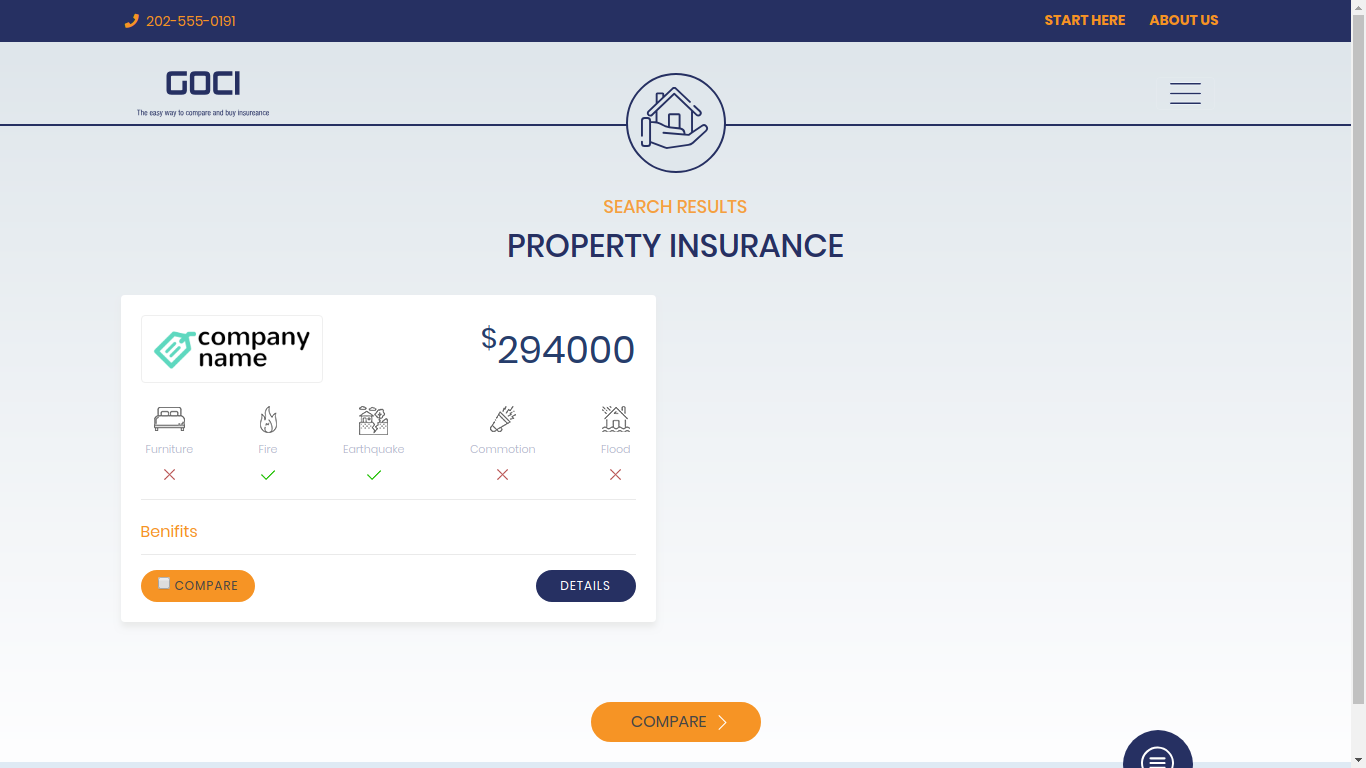 202-555-0191
START HERE
ABOUT US
GOCI
The easy way to compare and buy insureance
SEARCH RESULTS
PROPERTY INSURANCE
company
name
$294000
Furniture
Fire
Earthquake
Commotion
Flood
Benifits
COMPARE
DETAILS
COMPARE